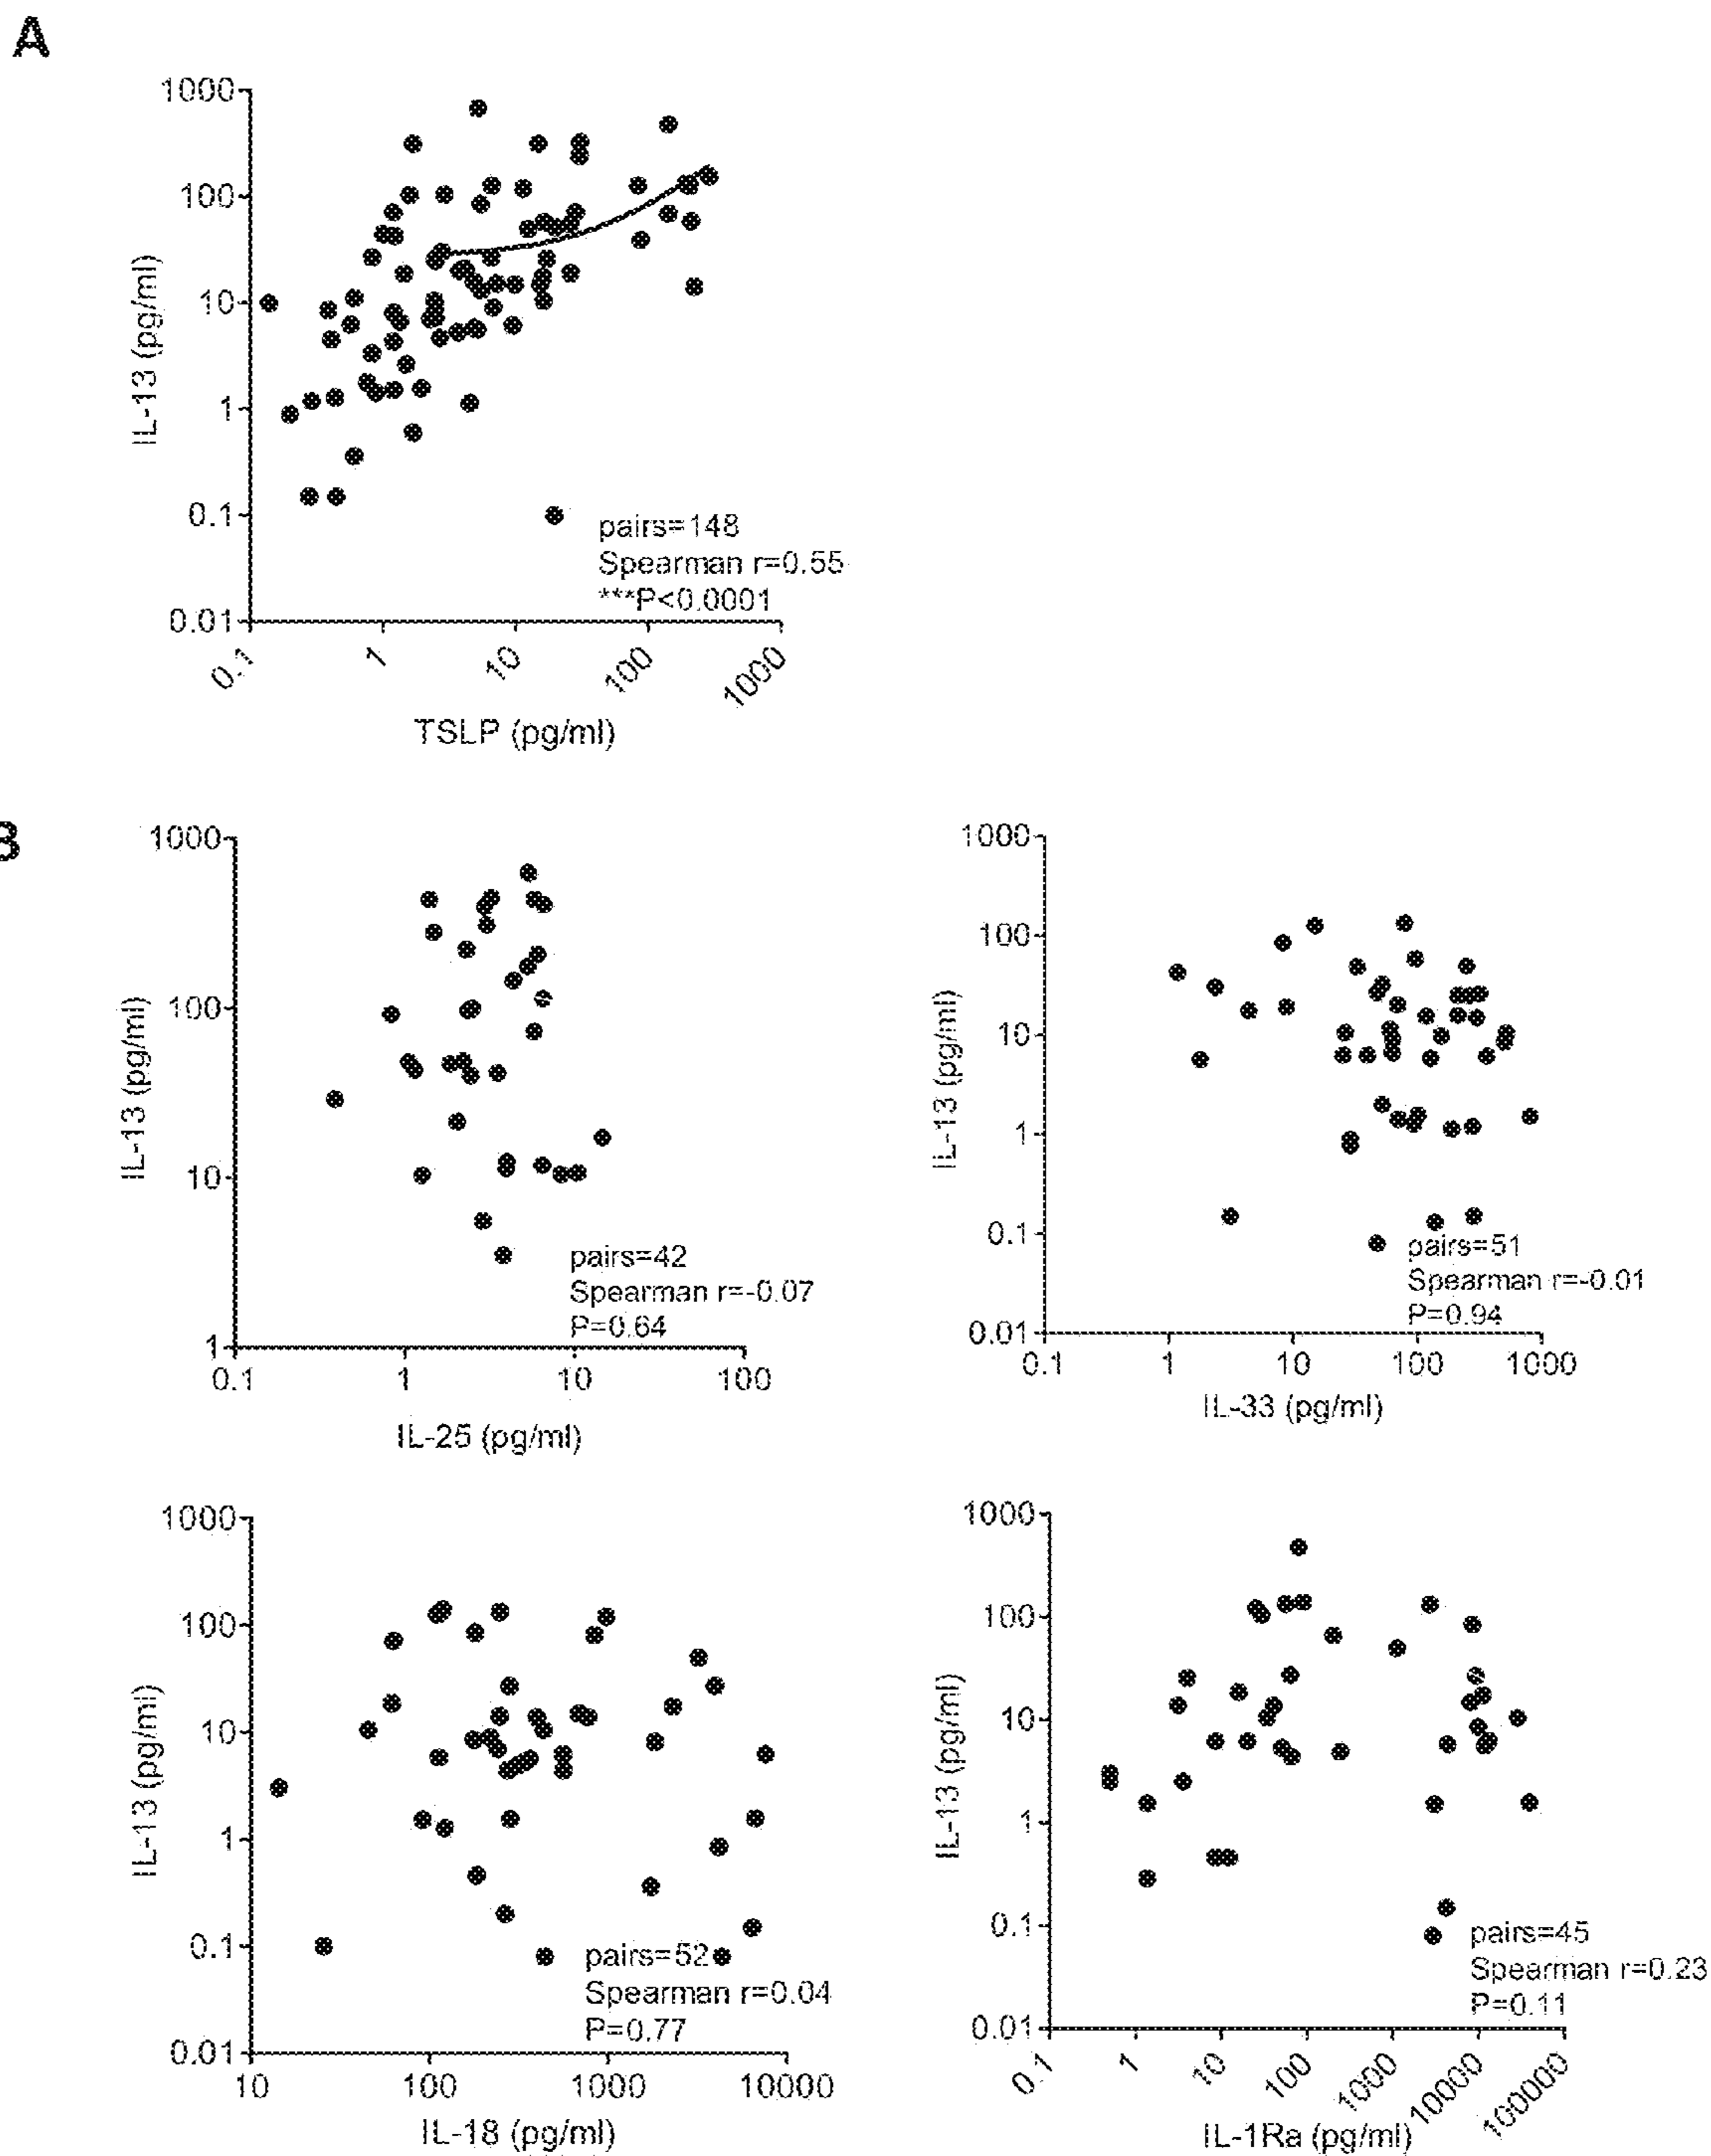 A
1000
100
10
1
0.1
0.01
IL-13 (pg/ml)
pairs=148
Spearman r=0.55
***P<0.0001
0.1
1
10
100
1000
TSLP (pg/ml)
B
1000
100
10
1
IL-13 (pg/ml)
pairs=42
Spearman r=-0.07
P=0.64
0.1
1
10
100
IL-25 (pg/ml)
1000
100
10
1
0.1
0.01
IL-13 (pg/ml)
pairs=51
Spearman r=-0.01
P=0.94
0.1
1
10
100
1000
IL-33 (pg/ml)
1000
100
10
1
0.1
0.01
IL-13 (pg/ml)
pairs=52
Spearman r=0.04
P=0.77
10
100
1000
10000
IL-18 (pg/ml)
1000
100
10
1
0.1
0.01
IL-13 (pg/ml)
pairs=45
Spearman r=0.23
P=0.11
0.1
1
10
100
1000
10000
100000
IL-1Ra (pg/ml)